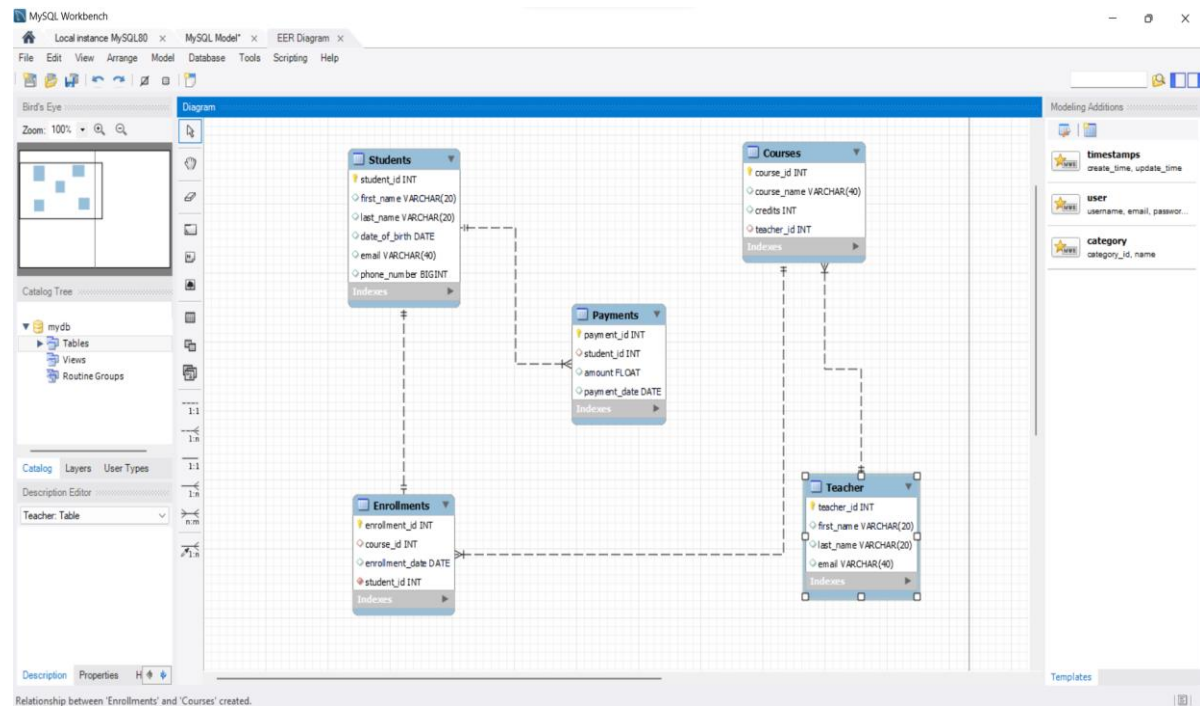 MySQL Workbench
Local instance MySQL80 × MySQL Model* × EER Diagram ×
File Edit View Arrange Model Database Tools Scripting Help
Bird's Eye
Zoom: 100%
Catalog Tree
mydb
Tables
Views
Routine Groups
Catalog Layers User Types
Description Editor
Teacher: Table
Description Properties H
Relationship between 'Enrollments' and 'Courses' created.
1:1
1:n
1:1
1:n
n:m
1:n
Diagram
Students
student_id INT
first_name VARCHAR(20)
last_name VARCHAR(20)
date_of_birth DATE
email VARCHAR(40)
phone_number BIGINT
Indexes
Courses
course_id INT
course_name VARCHAR(40)
credits INT
teacher_id INT
Indexes
Payments
payment_id INT
student_id INT
amount FLOAT
payment_date DATE
Indexes
Enrollments
enrollment_id INT
course_id INT
enrollment_date DATE
student_id INT
Indexes
Teacher
teacher_id INT
first_name VARCHAR(20)
last_name VARCHAR(20)
email VARCHAR(40)
Indexes
Modeling Additions
timestamps
create_time, update_time
user
username, email, passwor...
category
category_id, name
Templates